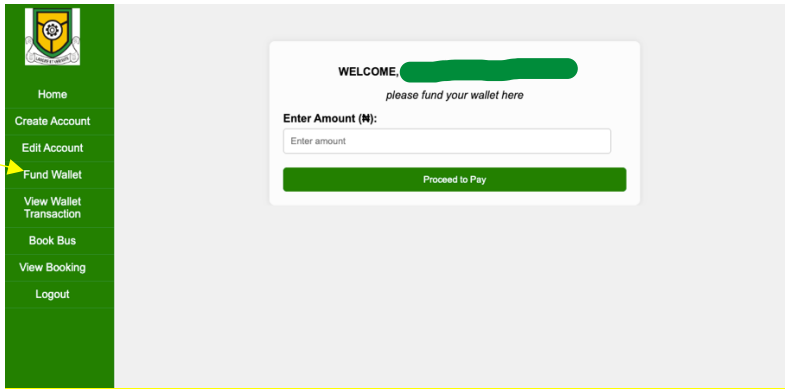 Home
Create Account
Edit Account
Fund Wallet
View Wallet
Transaction
Book Bus
View Booking
Logout
WELCOME,
please fund your wallet here
Enter Amount (₦):
Enter amount
Proceed to Pay